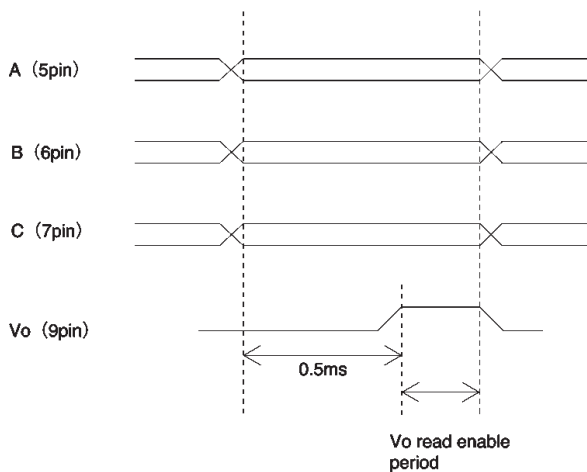 A (5pin)
B (6pin)
C (7pin)
Vo (9pin)
0.5ms
Vo read enable
period